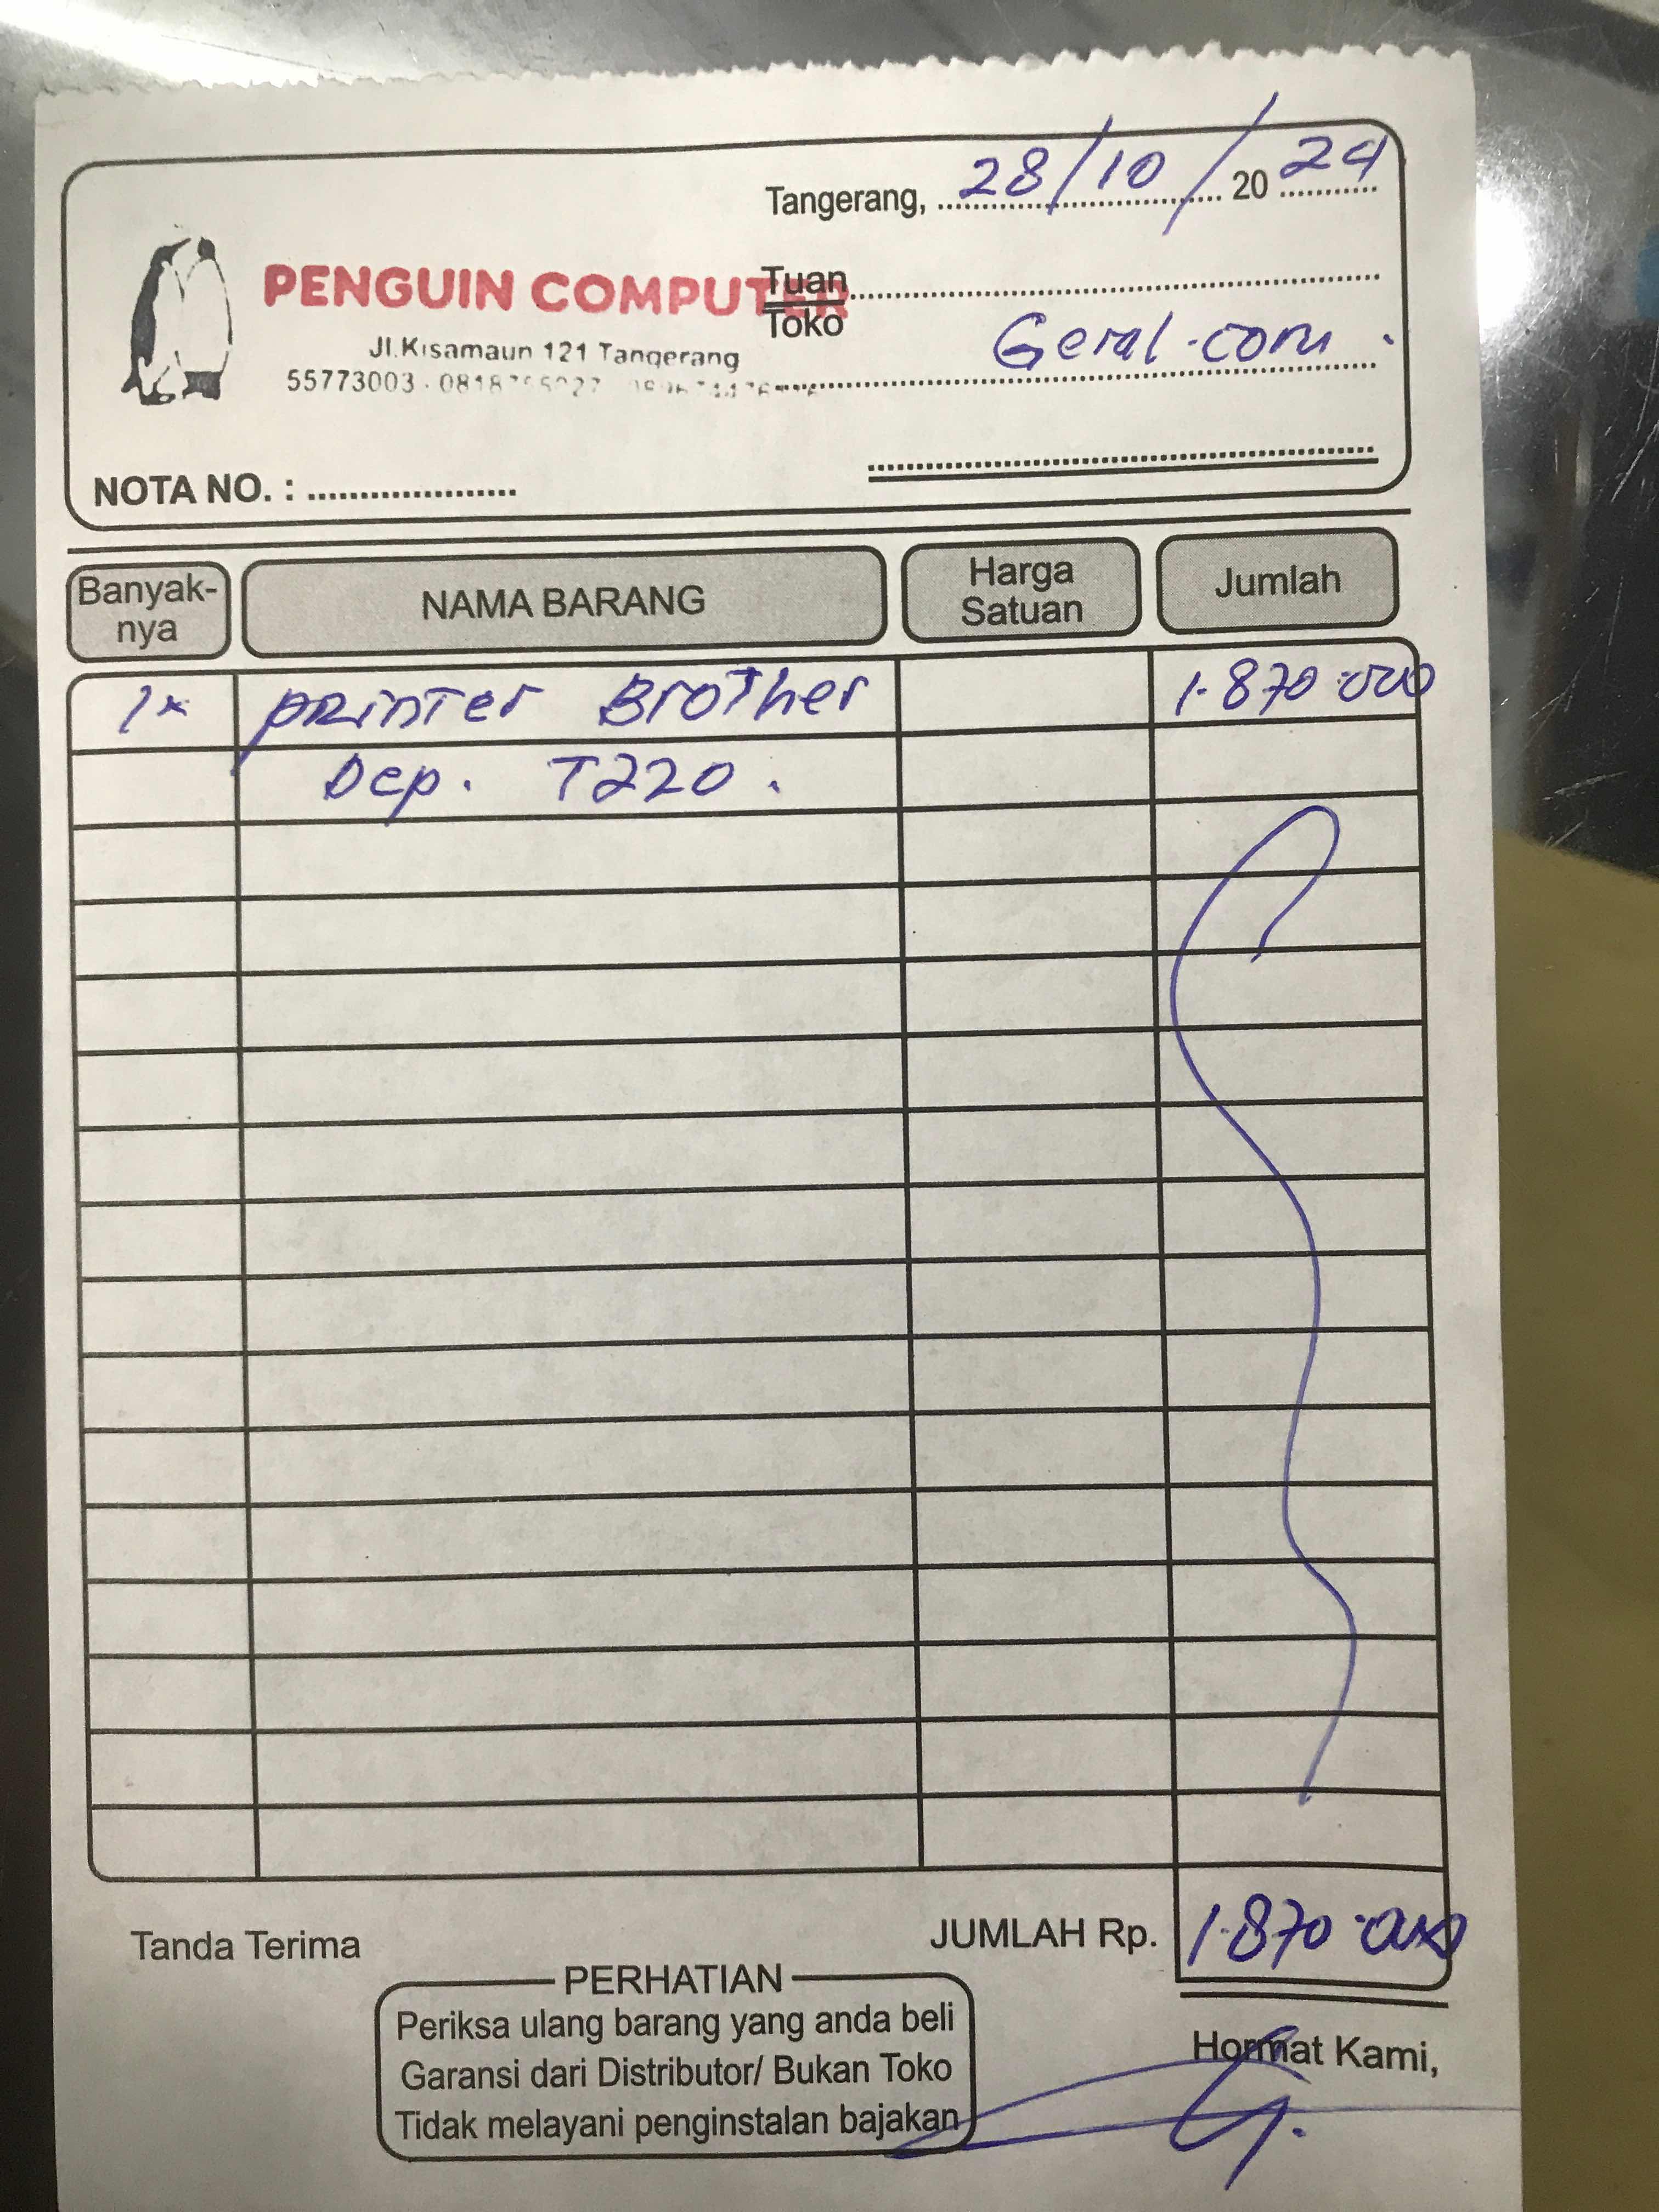 Tangerang, 28/10/2024
PENGUIN COMPUTER
Tuan
Toko
Geral.com.
Jl.Kisamaun 121 Tangerang
55773003 -
NOTA NO. :
Banyak-nya NAMA BARANG Harga Satuan Jumlah
1x printer Brother 1.870.000
Dcp. T220.
Tanda Terima JUMLAH Rp. 1.870.000
PERHATIAN
Periksa ulang barang yang anda beli
Garansi dari Distributor/ Bukan Toko
Tidak melayani penginstalan bajakan
Hormat Kami,